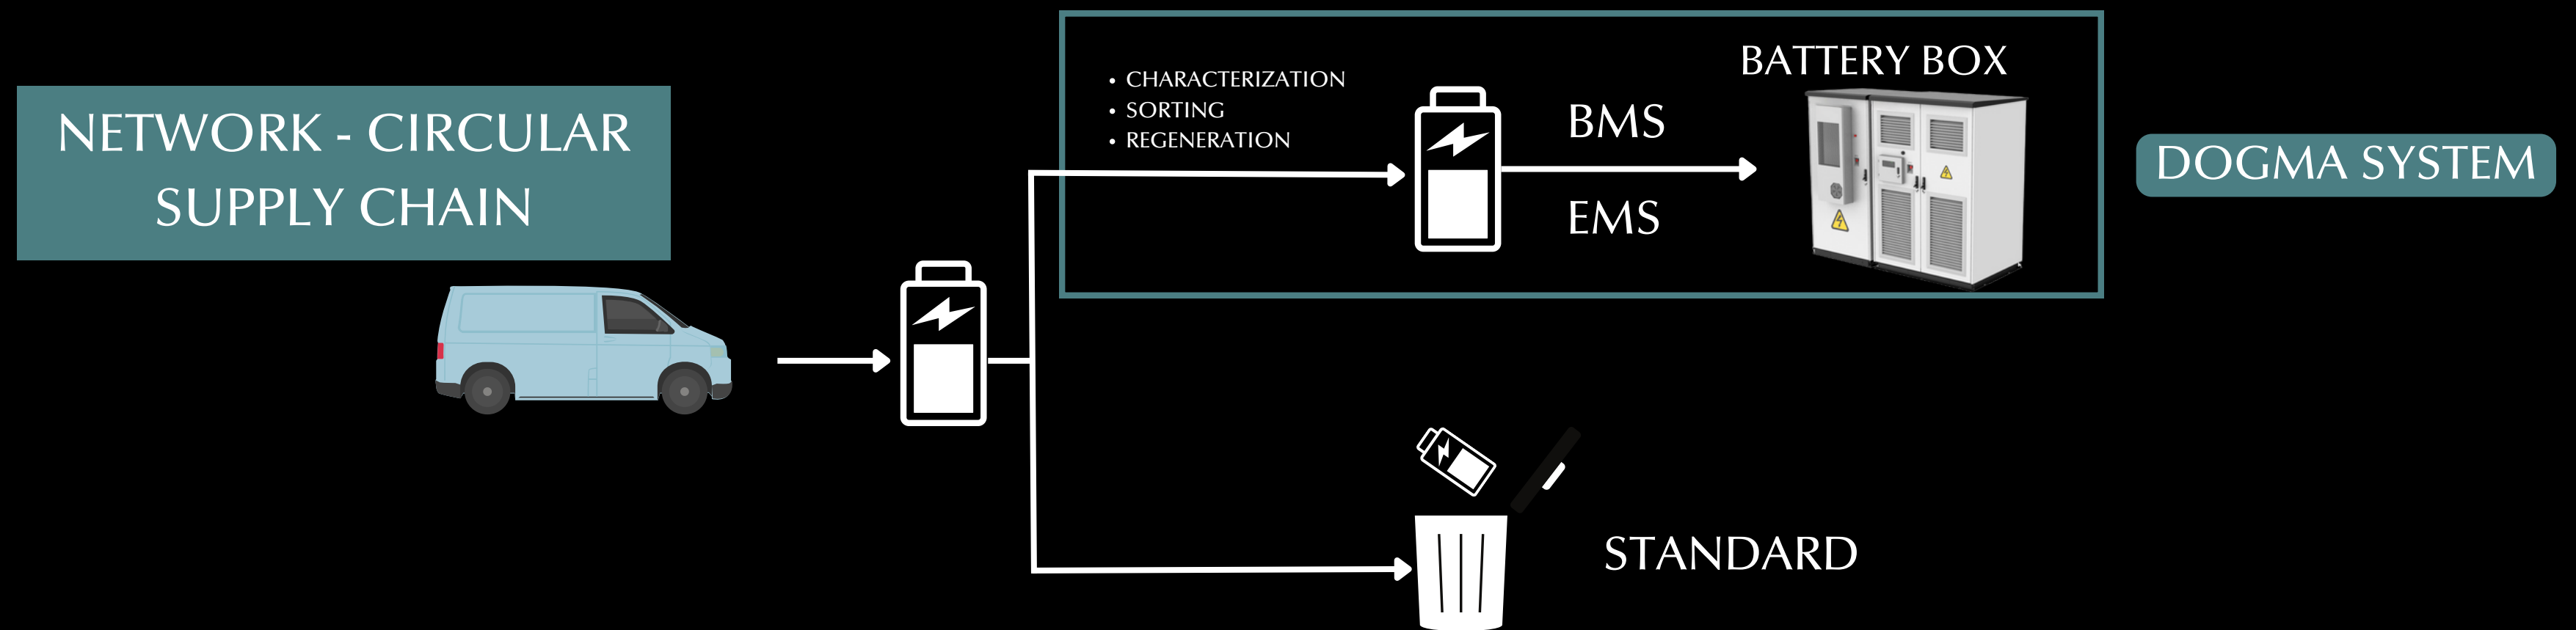 NETWORK - CIRCULAR
SUPPLY CHAIN
• CHARACTERIZATION
• SORTING
• REGENERATION
BMS
EMS
BATTERY BOX
DOGMA SYSTEM
STANDARD